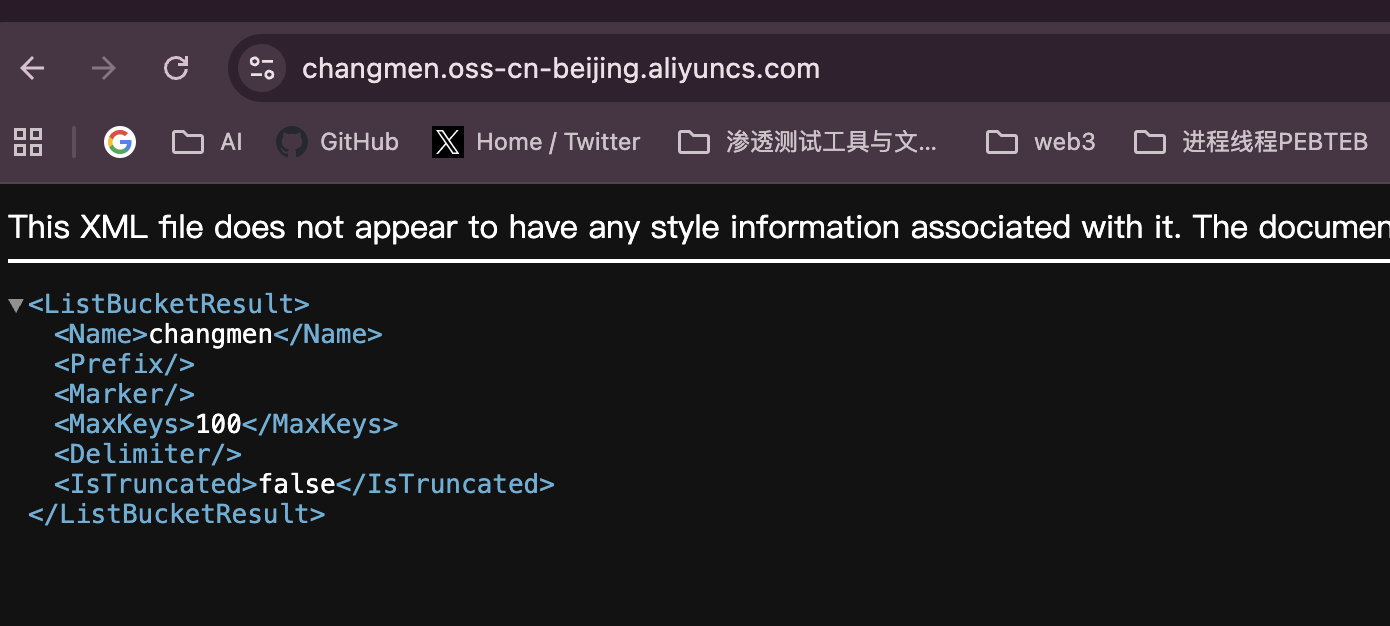 changmen.oss-cn-beijing.aliyuncs.com
AI GitHub Home / Twitter 渗透测试工具与文... web3 进程线程PEBTEB
This XML file does not appear to have any style information associated with it. The documen
<ListBucketResult>
<Name>changmen</Name>
<Prefix/>
<Marker/>
<MaxKeys>100</MaxKeys>
<Delimiter/>
<IsTruncated>false</IsTruncated>
</ListBucketResult>